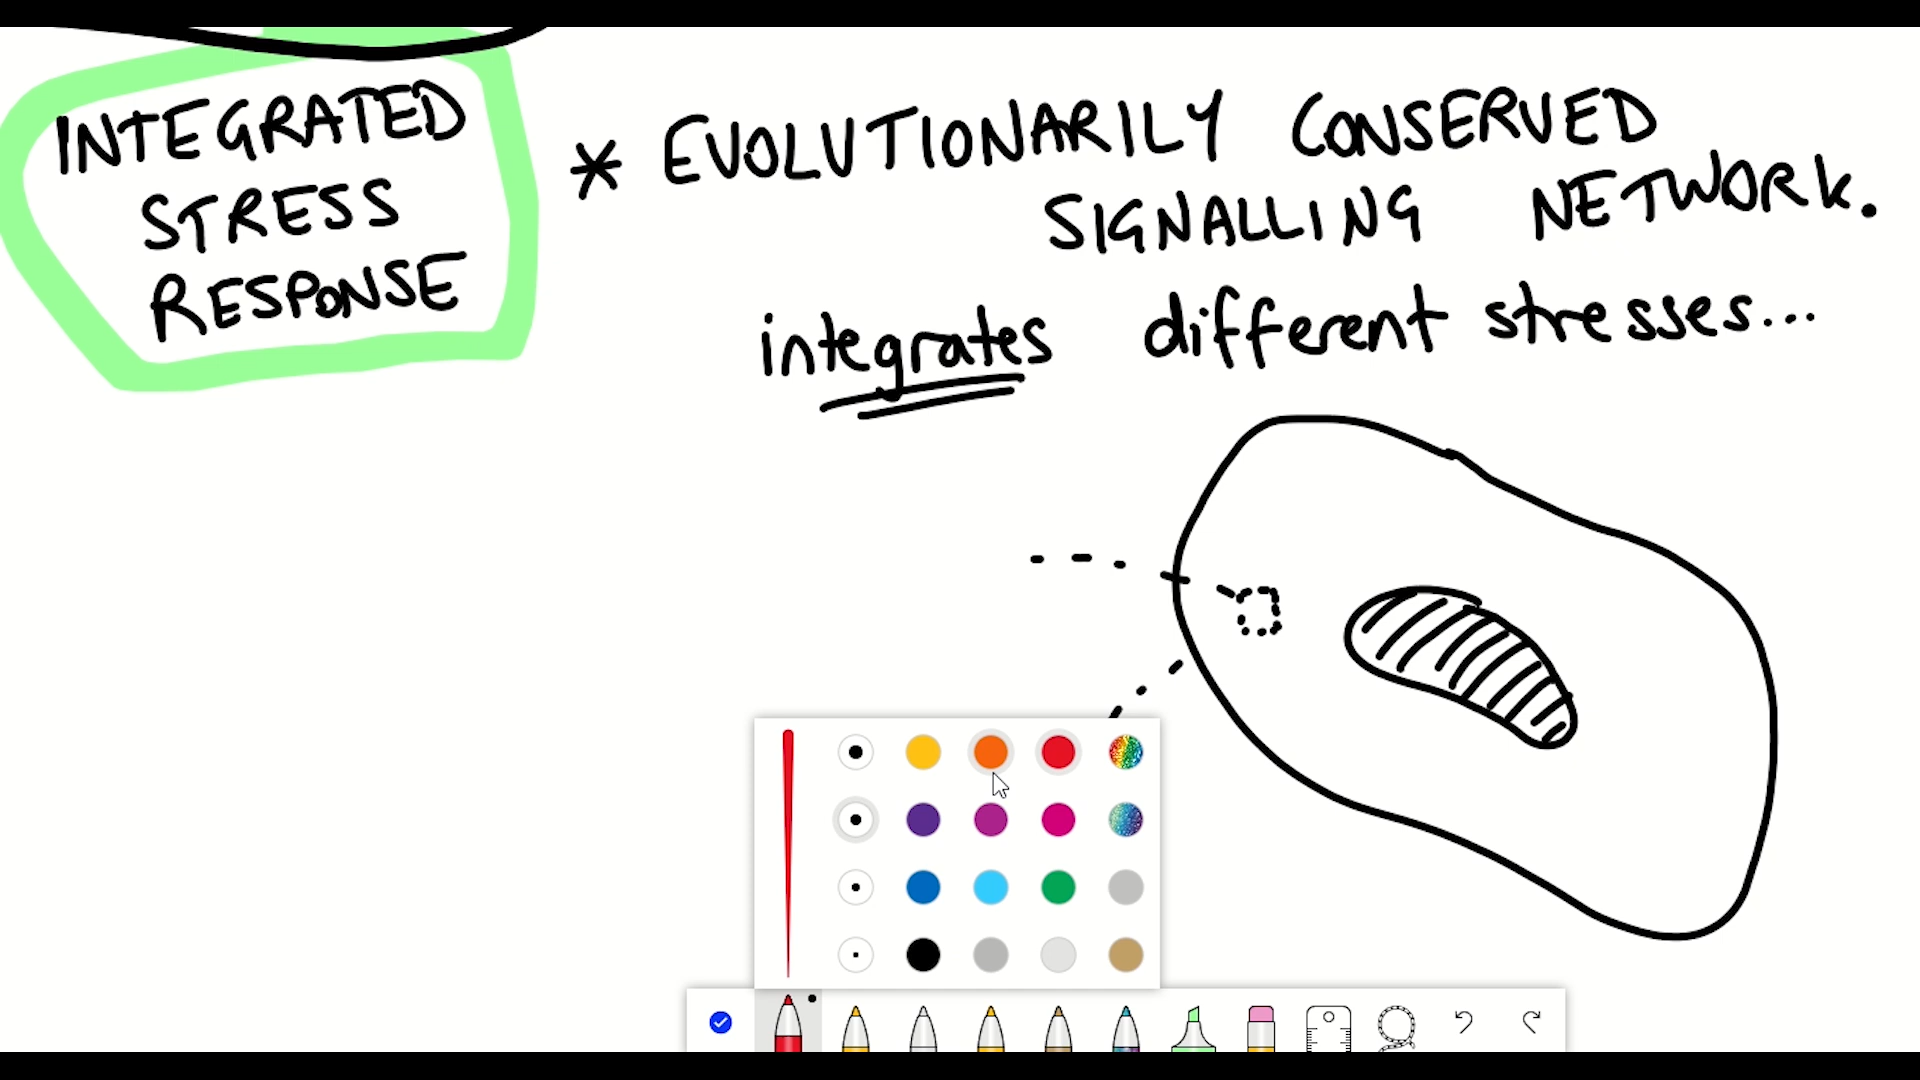 INTEGRATED
STRESS
RESPONSE
* EVOLUTIONARILY CONSERVED
SIGNALLING NETWORK.
integrates different stresses...